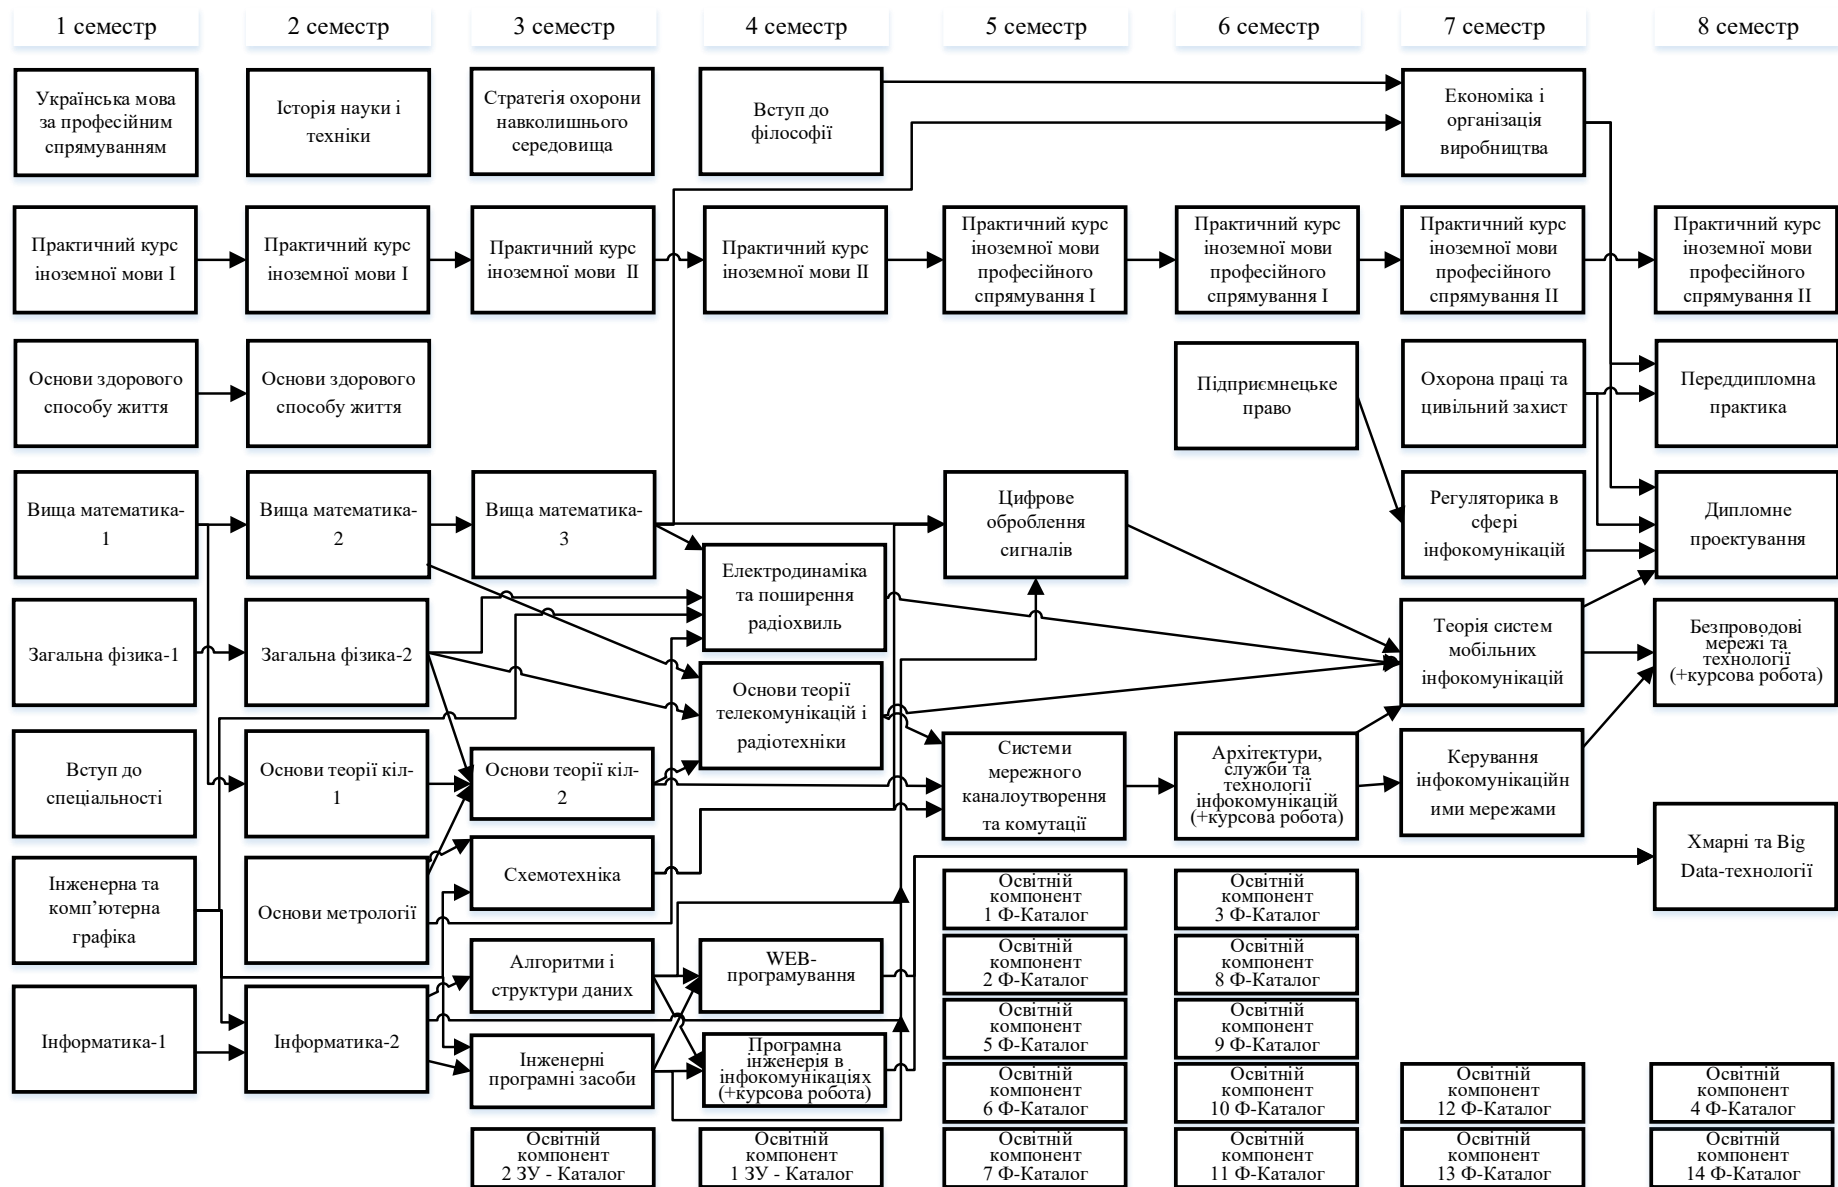 1 семестр
2 семестр
3 семестр
4 семестр
5 семестр
6 семестр
7 семестр
8 семестр
Українська мова
за професійним
спрямуванням
Історія науки і
техніки
Стратегія охорони
навколишнього
середовища
Вступ до
філософії
Економіка і
організація
виробництва
Практичний курс
іноземної мови І
Практичний курс
іноземної мови І
Практичний курс
іноземної мови  ІІ
Практичний курс
іноземної мови ІІ
Практичний курс
іноземної мови
професійного
спрямування І
Практичний курс
іноземної мови
професійного
спрямування І
Практичний курс
іноземної мови
професійного
спрямування ІІ
Практичний курс
іноземної мови
професійного
спрямування ІІ
Основи здорового
способу життя
Основи здорового
способу життя
Підприємнецьке
право
Охорона праці та
цивільний захист
Переддипломна
практика
Вища математика-
1
Вища математика-
2
Вища математика-
3
Цифрове
оброблення
сигналів
Регуляторика в
сфері
інфокомунікацій
Дипломне
проектування
Електродинаміка
та поширення
радіохвиль
Загальна фізика-1
Загальна фізика-2
Теорія систем
мобільних
інфокомунікацій
Безпроводові
мережі та
технології
(+курсова робота)
Основи теорії
телекомунікацій і
радіотехніки
Вступ до
спеціальності
Основи теорії кіл-
1
Основи теорії кіл-
2
Системи
мережного
каналоутворення
та комутації
Архітектури,
служби та
технології
інфокомунікацій
(+курсова робота)
Керування
інфокомунікаційн
ими мережами
Хмарні та Big
Data-технології
Інженерна та
комп’ютерна
графіка
Основи метрології
Схемотехніка
Освітній
компонент
1 Ф-Каталог
Освітній
компонент
3 Ф-Каталог
Алгоритми і
структури даних
WEB-
програмування
Освітній
компонент
2 Ф-Каталог
Освітній
компонент
8 Ф-Каталог
Інформатика-1
Інформатика-2
Інженерні
програмні засоби
Програмна
інженерія в
інфокомунікаціях
(+курсова робота)
Освітній
компонент
5 Ф-Каталог
Освітній
компонент
9 Ф-Каталог
Освітній
компонент
6 Ф-Каталог
Освітній
компонент
10 Ф-Каталог
Освітній
компонент
12 Ф-Каталог
Освітній
компонент
4 Ф-Каталог
Освітній
компонент
2 ЗУ - Каталог
Освітній
компонент
1 ЗУ - Каталог
Освітній
компонент
7 Ф-Каталог
Освітній
компонент
11 Ф-Каталог
Освітній
компонент
13 Ф-Каталог
Освітній
компонент
14 Ф-Каталог